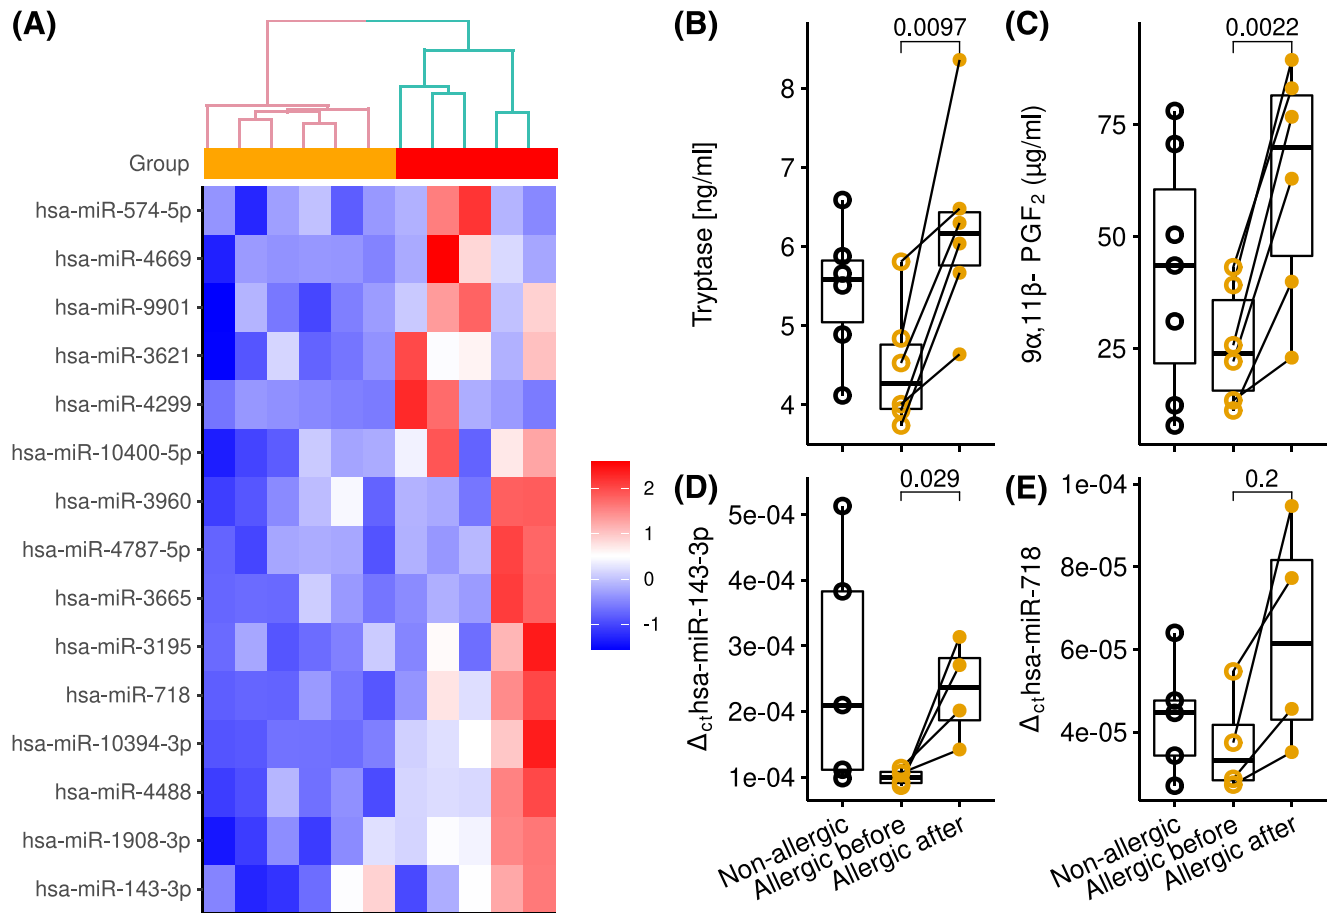 (A)
Group
hsa-miR-574-5p
hsa-miR-4669
hsa-miR-9901
hsa-miR-3621
hsa-miR-4299
hsa-miR-10400-5p
hsa-miR-3960
hsa-miR-4787-5p
hsa-miR-3665
hsa-miR-3195
hsa-miR-718
hsa-miR-10394-3p
hsa-miR-4488
hsa-miR-1908-3p
hsa-miR-143-3p
2
1
0
-1
(B)
0.0097
Tryptase [ng/ml]
8
7
6
5
4
(C)
0.0022
9α,11β- PGF₂ (μg/ml)
75
50
25
(D)
0.029
Δct hsa-miR-143-3p
5e-04
4e-04
3e-04
2e-04
1e-04
Non-allergic
Allergic before
Allergic after
(E)
0.2
Δct hsa-miR-718
1e-04
8e-05
6e-05
4e-05
Non-allergic
Allergic before
Allergic after